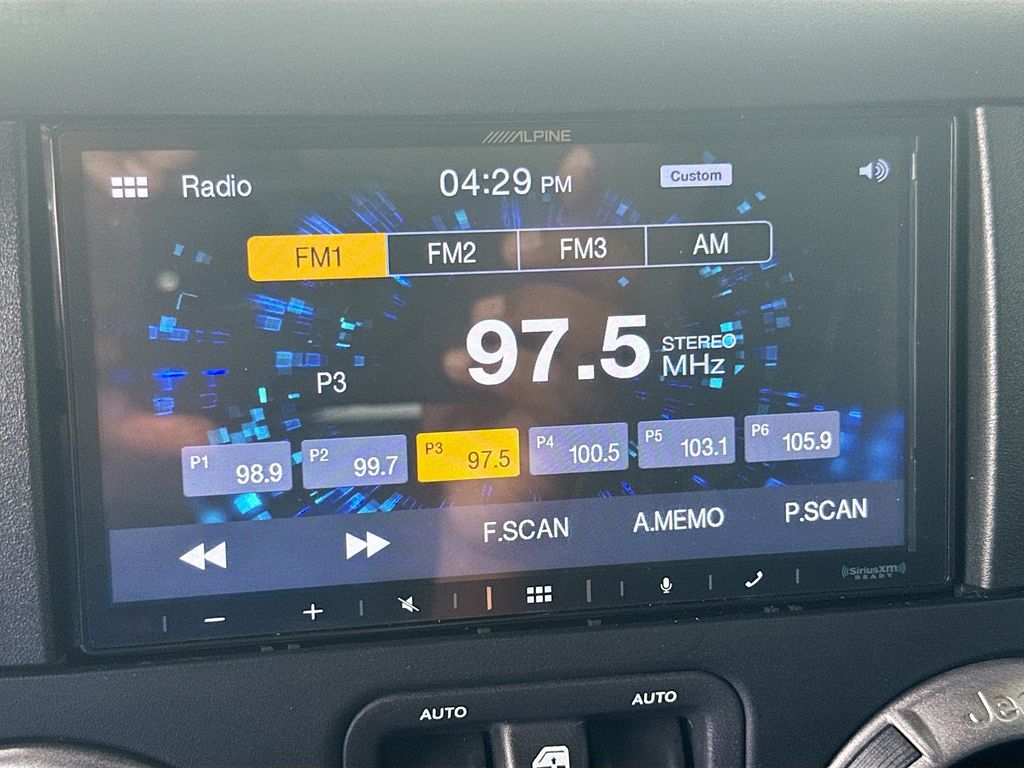 ALPINE
Radio 04:29 PM Custom
FM1 FM2 FM3 AM
97.5 STEREO MHz
P3
P1 98.9 P2 99.7 P3 97.5 P4 100.5 P5 103.1 P6 105.9
F.SCAN A.MEMO P.SCAN
SiriusXM READY
AUTO AUTO
Je